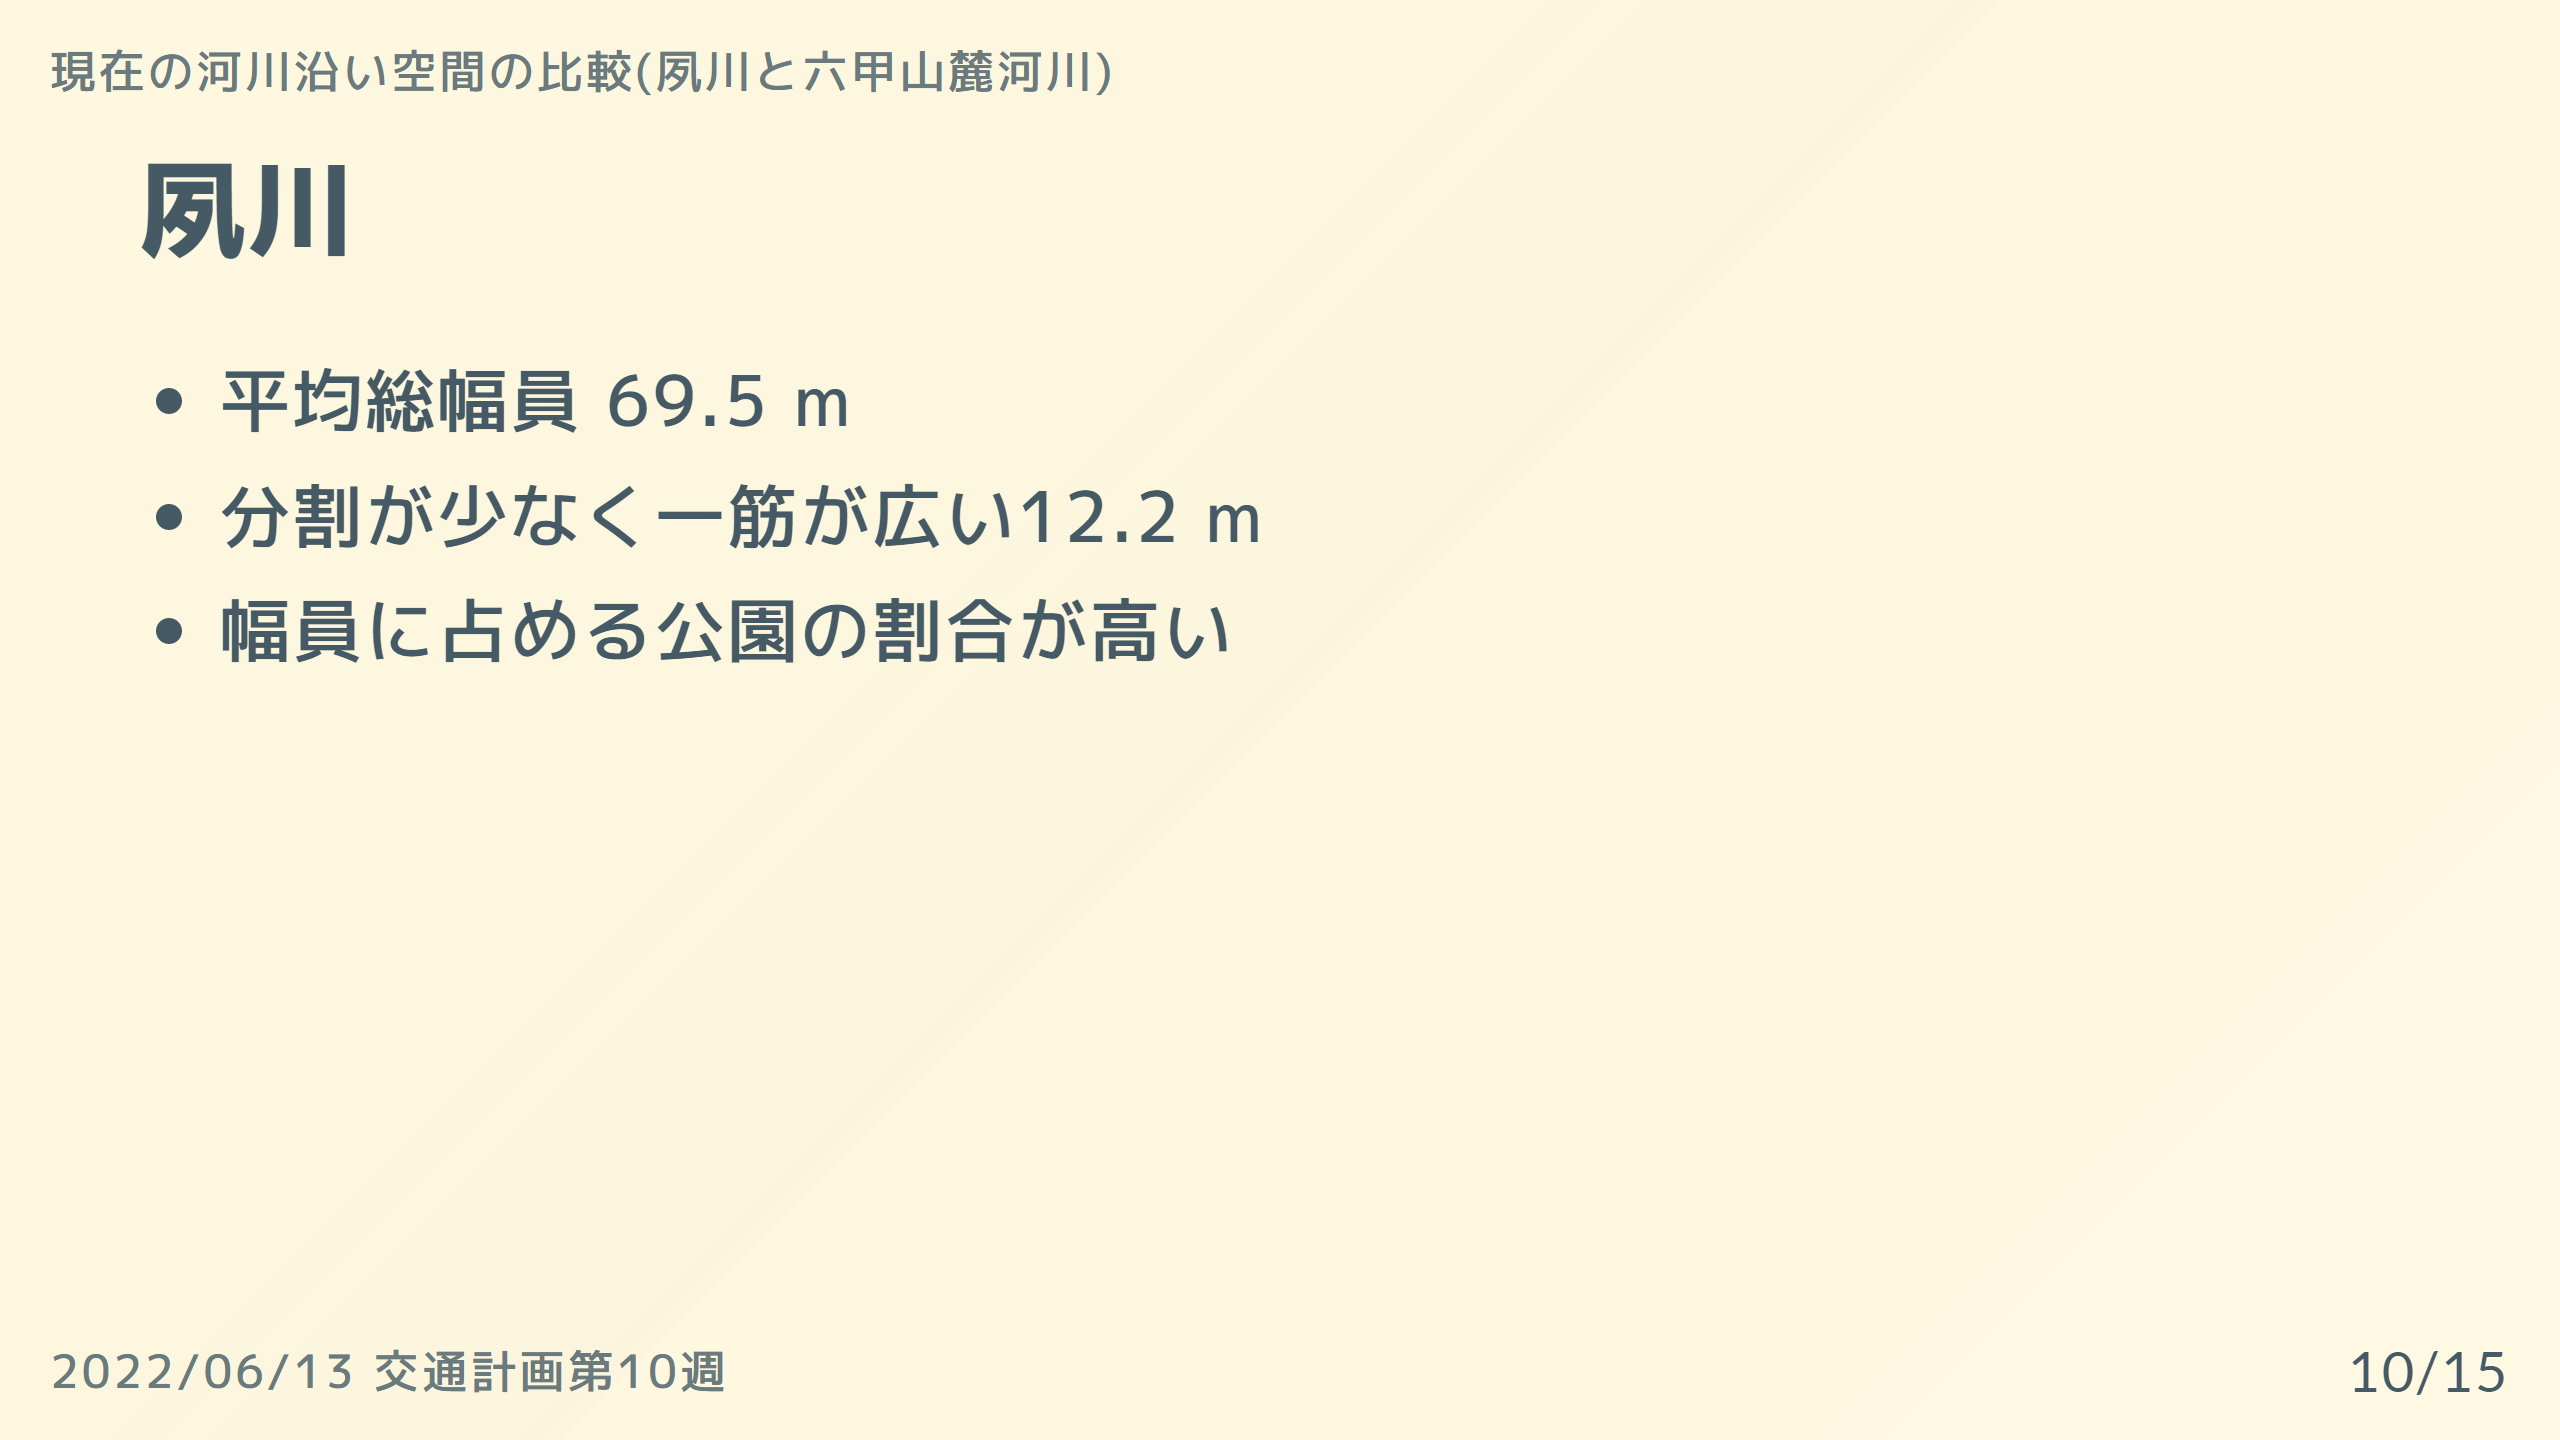 現在の河川沿い空間の比較(夙川と六甲山麓河川)
夙川
• 平均総幅員 69.5 m
• 分割が少なく一筋が広い12.2 m
• 幅員に占める公園の割合が高い
2022/06/13 交通計画第10週
10/15